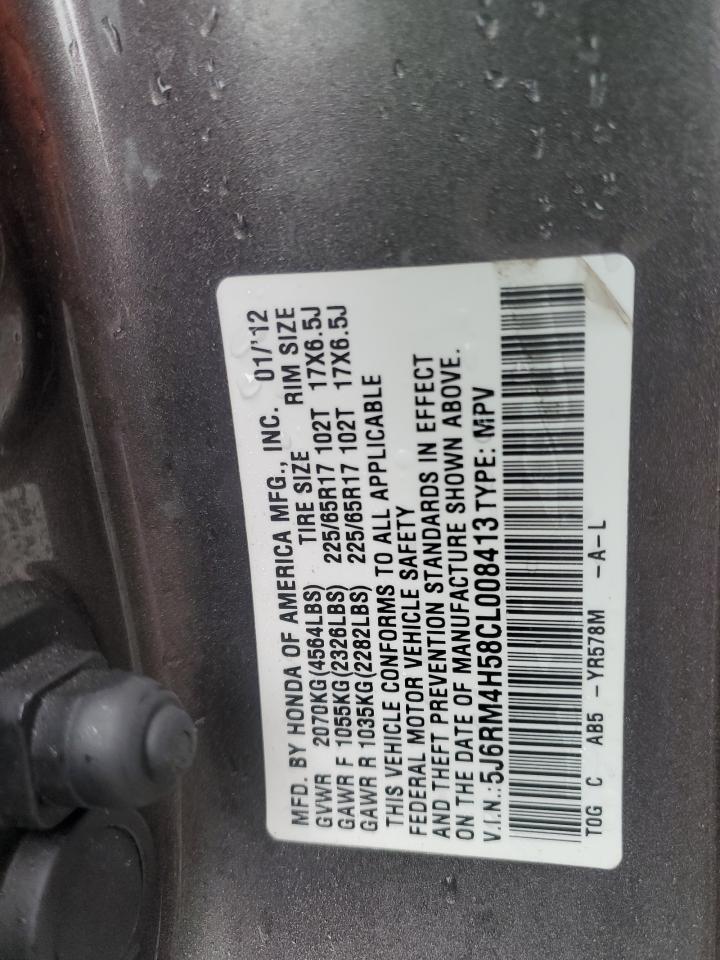 MFD. BY HONDA OF AMERICA MFG., INC. 01/'12
GVWR 2070KG(4564LBS) TIRE SIZE RIM SIZE
GAWR F 1055KG(2326LBS) 225/65R17 102T 17X6.5J
GAWR R 1035KG(2282LBS) 225/65R17 102T 17X6.5J
THIS VEHICLE CONFORMS TO ALL APPLICABLE
FEDERAL MOTOR VEHICLE SAFETY
AND THEFT PREVENTION STANDARDS IN EFFECT
ON THE DATE OF MANUFACTURE SHOWN ABOVE.
V.I.N.:5J6RM4H58CL008413 TYPE: MPV
TOG C AB5 -YR578M -A-L